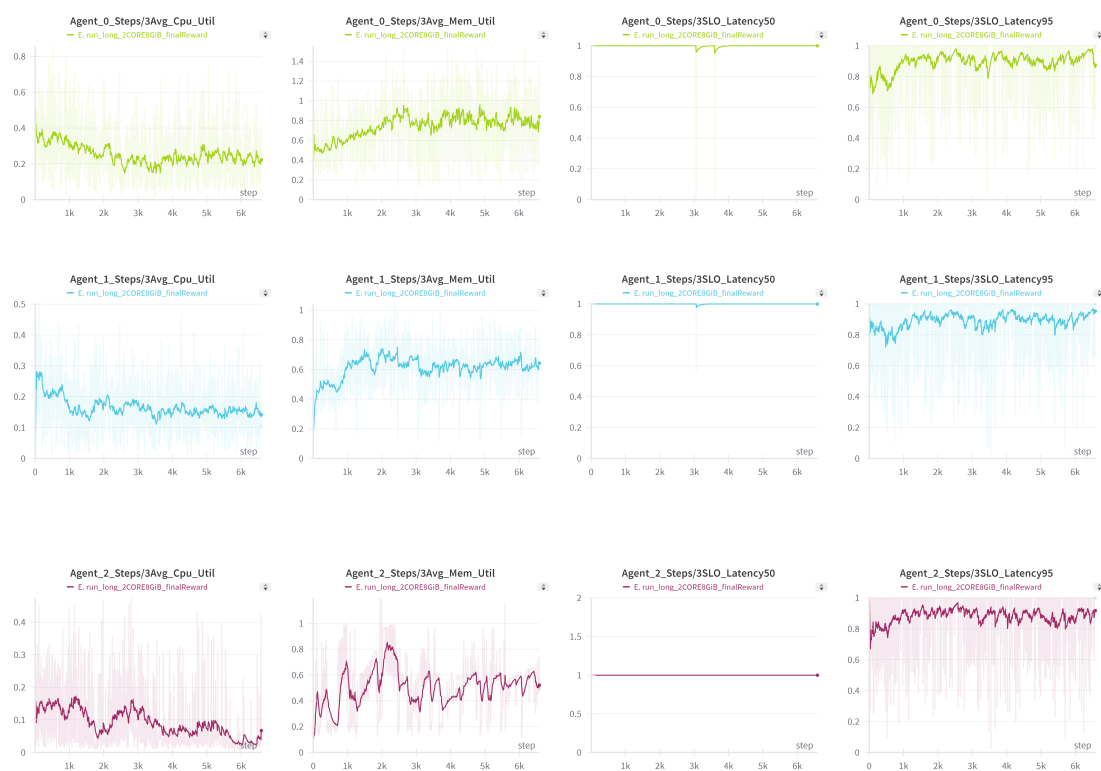 Agent_0_Steps/3Avg_Cpu_Util
E. run_long_2CORE8GiB_finalReward
0.8
0.6
0.4
0.2
0
step
1k 2k 3k 4k 5k 6k
Agent_0_Steps/3Avg_Mem_Util
E. run_long_2CORE8GiB_finalReward
1.4
1.2
1
0.8
0.6
0.4
0.2
0
step
1k 2k 3k 4k 5k 6k
Agent_0_Steps/3SLO_Latency50
E. run_long_2CORE8GiB_finalReward
1
0.8
0.6
0.4
0.2
0
step
1k 2k 3k 4k 5k 6k
Agent_0_Steps/3SLO_Latency95
E. run_long_2CORE8GiB_finalReward
1
0.8
0.6
0.4
0.2
0
step
1k 2k 3k 4k 5k 6k
Agent_1_Steps/3Avg_Cpu_Util
E. run_long_2CORE8GiB_finalReward
0.5
0.4
0.3
0.2
0.1
0
step
0 1k 2k 3k 4k 5k 6k
Agent_1_Steps/3Avg_Mem_Util
E. run_long_2CORE8GiB_finalReward
1
0.8
0.6
0.4
0.2
0
step
1k 2k 3k 4k 5k 6k
Agent_1_Steps/3SLO_Latency50
E. run_long_2CORE8GiB_finalReward
1
0.8
0.6
0.4
0.2
0
step
0 1k 2k 3k 4k 5k 6k
Agent_1_Steps/3SLO_Latency95
E. run_long_2CORE8GiB_finalReward
1
0.8
0.6
0.4
0.2
0
step
1k 2k 3k 4k 5k 6k
Agent_2_Steps/3Avg_Cpu_Util
E. run_long_2CORE8GiB_finalReward
0.4
0.3
0.2
0.1
0
step
1k 2k 3k 4k 5k 6k
Agent_2_Steps/3Avg_Mem_Util
E. run_long_2CORE8GiB_finalReward
1
0.8
0.6
0.4
0.2
0
step
1k 2k 3k 4k 5k 6k
Agent_2_Steps/3SLO_Latency50
E. run_long_2CORE8GiB_finalReward
2
1.5
1
0.5
0
step
1k 2k 3k 4k 5k 6k
Agent_2_Steps/3SLO_Latency95
E. run_long_2CORE8GiB_finalReward
1
0.8
0.6
0.4
0.2
0
step
1k 2k 3k 4k 5k 6k